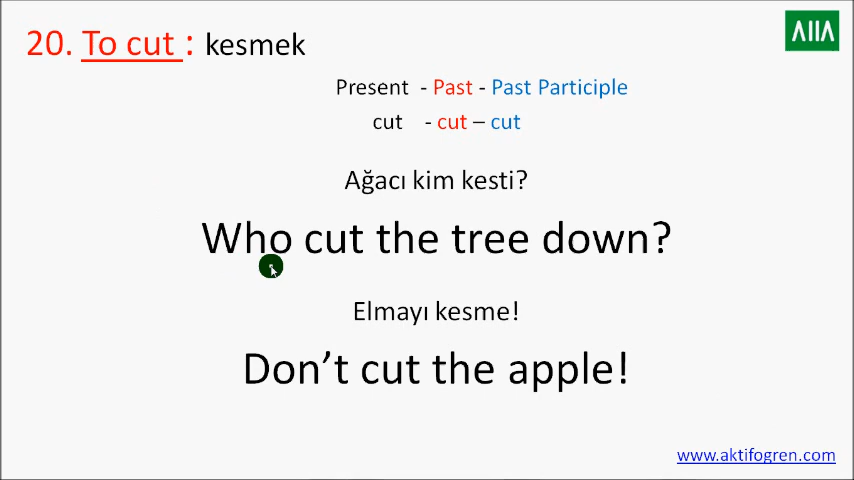 20. To cut : kesmek
Present - Past - Past Participle
cut - cut – cut
Ağacı kim kesti?
Who cut the tree down?
Elmayı kesme!
Don’t cut the apple!
www.aktifogren.com